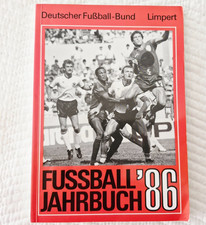 Deutscher Fußball-Bund Limpert
FUSSBALL '86
JAHRBUCH